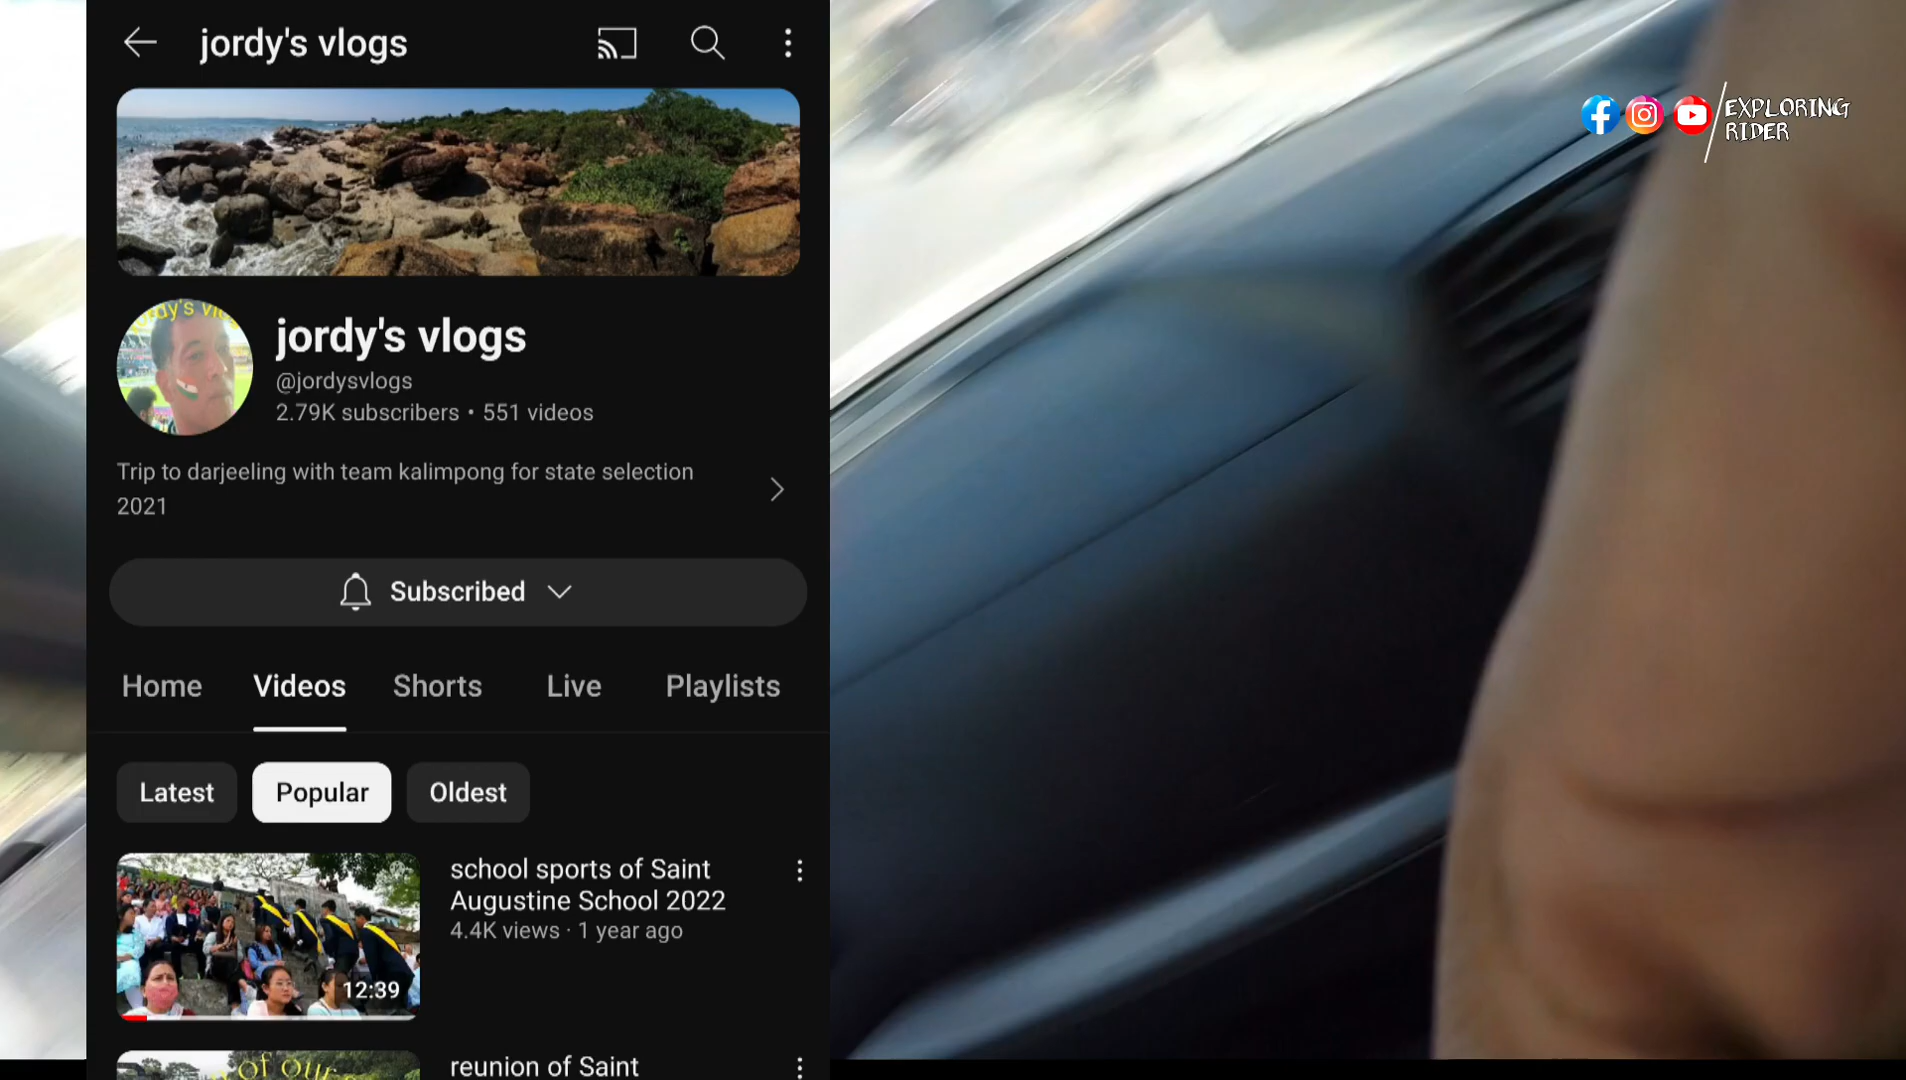 jordy's vlogs
jordy's vlogs
@jordysvlogs
2.79K subscribers • 551 videos
Trip to darjeeling with team kalimpong for state selection
2021
Subscribed
Home Videos Shorts Live Playlists
Latest Popular Oldest
school sports of Saint
Augustine School 2022
4.4K views · 1 year ago
12:39
of our
reunion of Saint
EXPLORING
RIDER